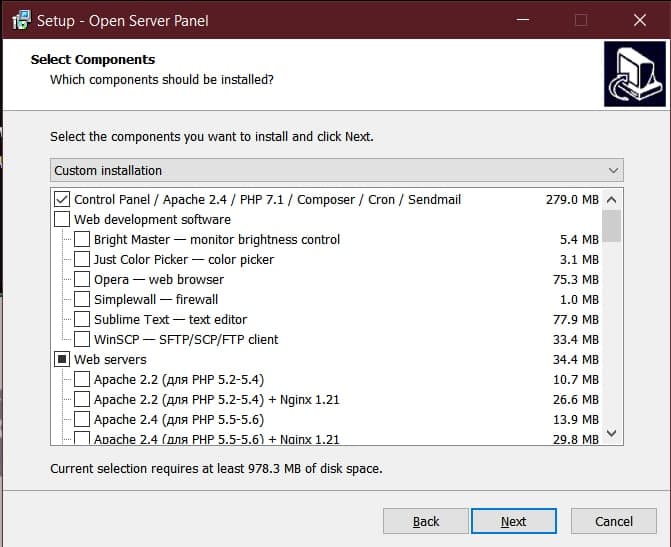 Setup - Open Server Panel
Select Components
Which components should be installed?
Select the components you want to install and click Next.
Custom installation
Control Panel / Apache 2.4 / PHP 7.1 / Composer / Cron / Sendmail 279.0 MB
Web development software
Bright Master — monitor brightness control 5.4 MB
Just Color Picker — color picker 3.1 MB
Opera — web browser 75.3 MB
Simplewall — firewall 1.0 MB
Sublime Text — text editor 77.9 MB
WinSCP — SFTP/SCP/FTP client 33.4 MB
Web servers 34.4 MB
Apache 2.2 (для PHP 5.2-5.4) 10.7 MB
Apache 2.2 (для PHP 5.2-5.4) + Nginx 1.21 26.6 MB
Apache 2.4 (для PHP 5.5-5.6) 13.9 MB
Apache 2.4 (для PHP 5.5-5.6) + Nginx 1.21 29.8 MB
Current selection requires at least 978.3 MB of disk space.
Back Next Cancel